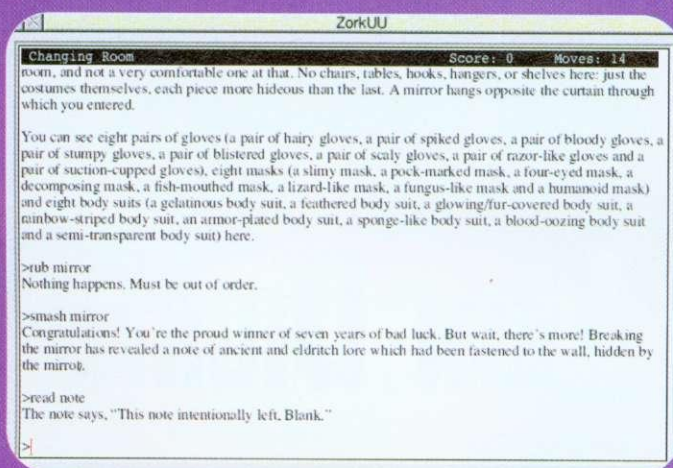 ZorkUU
Changing Room Score: 0 Moves: 14
room, and not a very comfortable one at that. No chairs, tables, hooks, hangers, or shelves here: just the
costumes themselves, each piece more hideous than the last. A mirror hangs opposite the curtain through
which you entered.
You can see eight pairs of gloves (a pair of hairy gloves, a pair of spiked gloves, a pair of bloody gloves, a
pair of stumpy gloves, a pair of blistered gloves, a pair of scaly gloves, a pair of razor-like gloves and a
pair of suction-cupped gloves), eight masks (a slimy mask, a pock-marked mask, a four-eyed mask, a
decomposing mask, a fish-mouthed mask, a lizard-like mask, a fungus-like mask and a humanoid mask)
and eight body suits (a gelatinous body suit, a feathered body suit, a glowing/fur-covered body suit, a
rainbow-striped body suit, an armor-plated body suit, a sponge-like body suit, a blood-oozing body suit
and a semi-transparent body suit) here.
>rub mirror
Nothing happens. Must be out of order.
>smash mirror
Congratulations! You're the proud winner of seven years of bad luck. But wait, there's more! Breaking
the mirror has revealed a note of ancient and eldritch lore which had been fastened to the wall, hidden by
the mirror.
>read note
The note says, "This note intentionally left, Blank."
>